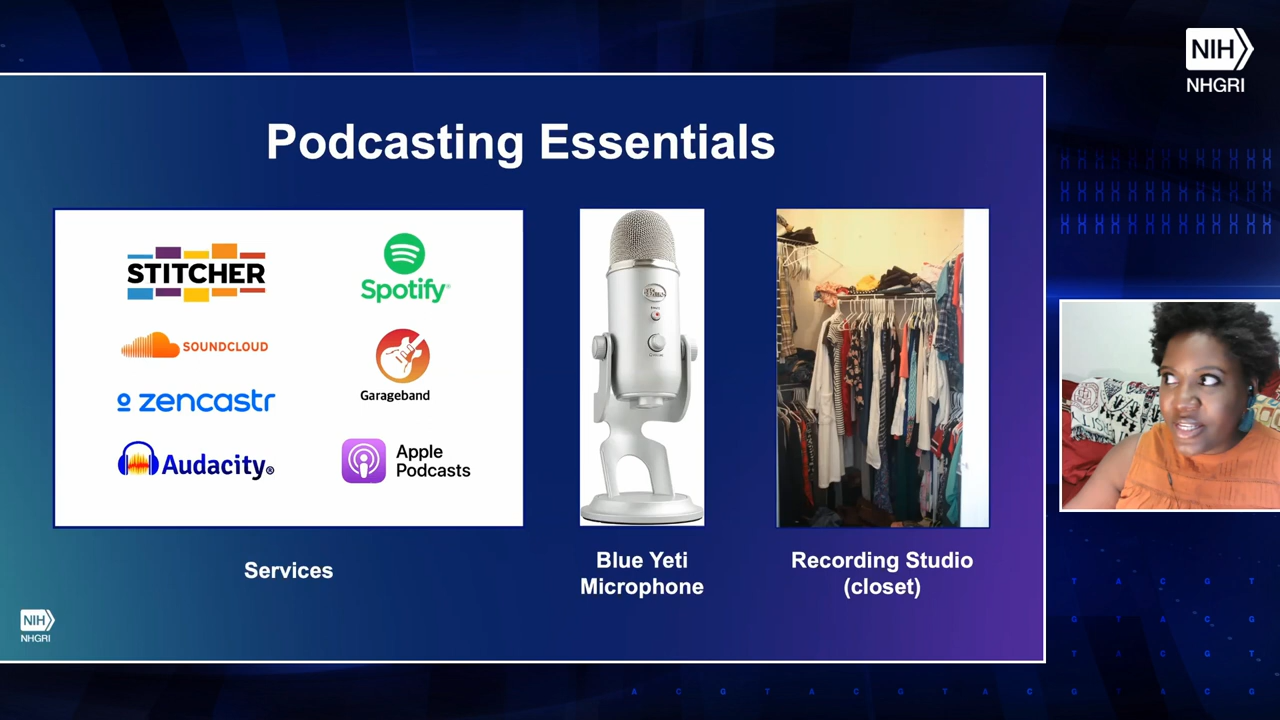 NIH
NHGRI
Podcasting Essentials
STITCHER
Spotify®
SOUNDCLOUD
Garageband
zencastr
Audacity®
Apple
Podcasts
Services
Blue Yeti
Microphone
Recording Studio
(closet)
NIH
NHGRI
T A C G T
G T A C G
T A C G T
A C G T A C G T A C G T A C G